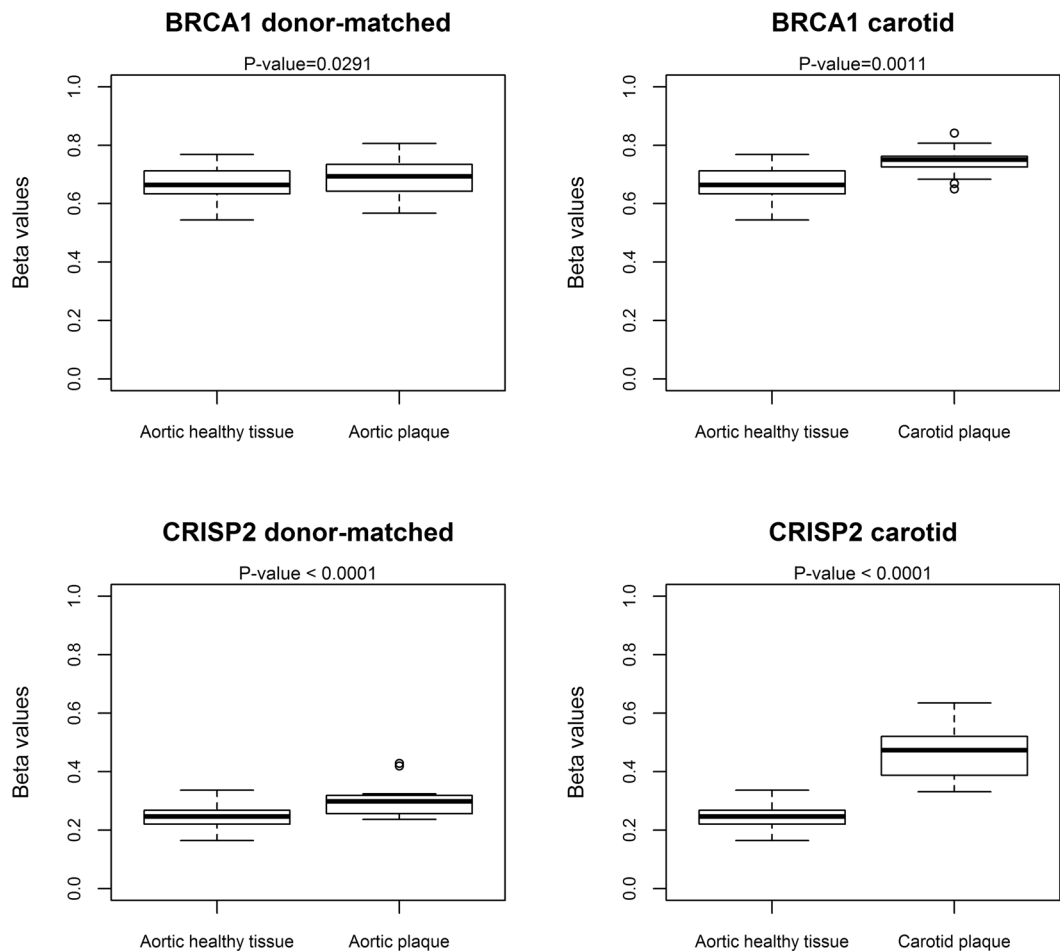 BRCA1 donor-matched
P-value=0.0291
Beta values
1.0
0.8
0.6
0.4
0.2
0.0
Aortic healthy tissue Aortic plaque
BRCA1 carotid
P-value=0.0011
Beta values
1.0
0.8
0.6
0.4
0.2
0.0
Aortic healthy tissue Carotid plaque
CRISP2 donor-matched
P-value < 0.0001
Beta values
1.0
0.8
0.6
0.4
0.2
0.0
Aortic healthy tissue Aortic plaque
CRISP2 carotid
P-value < 0.0001
Beta values
1.0
0.8
0.6
0.4
0.2
0.0
Aortic healthy tissue Carotid plaque